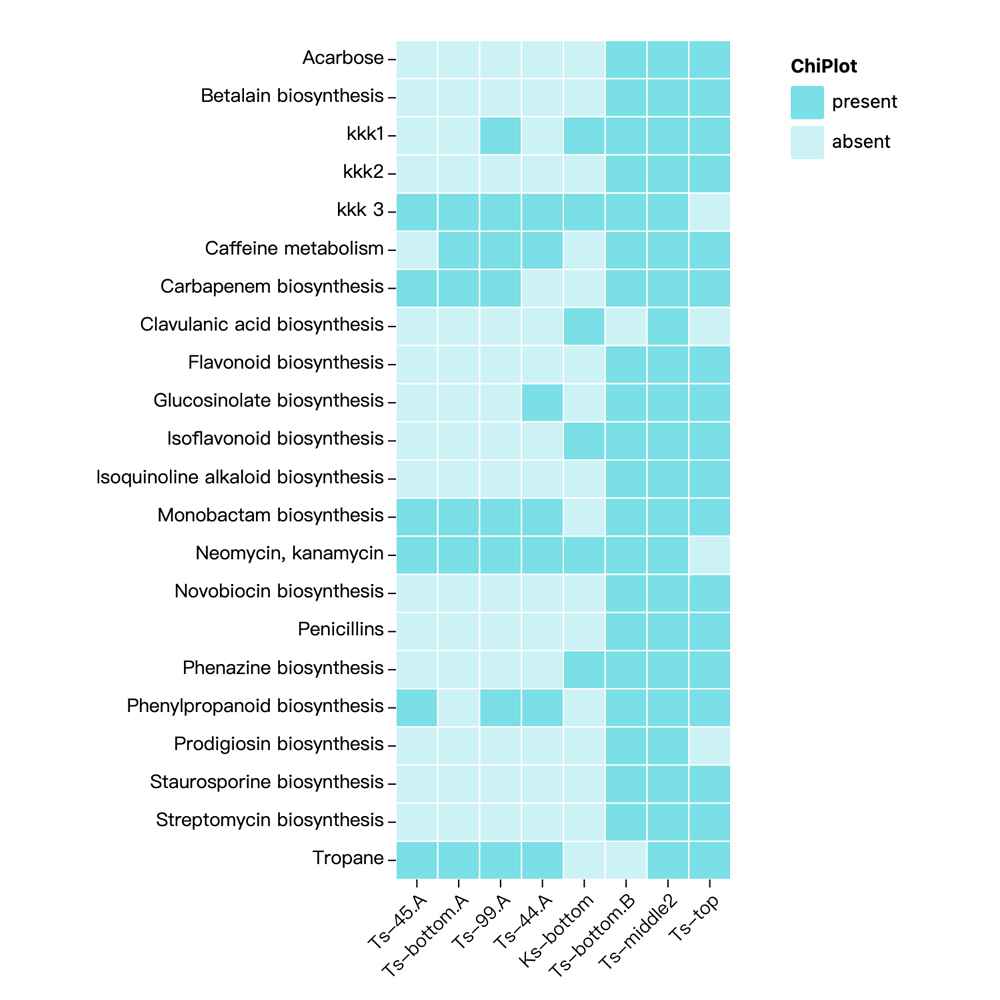 Acarbose
Betalain biosynthesis
kkk1
kkk2
kkk 3
Caffeine metabolism
Carbapenem biosynthesis
Clavulanic acid biosynthesis
Flavonoid biosynthesis
Glucosinolate biosynthesis
Isoflavonoid biosynthesis
Isoquinoline alkaloid biosynthesis
Monobactam biosynthesis
Neomycin, kanamycin
Novobiocin biosynthesis
Penicillins
Phenazine biosynthesis
Phenylpropanoid biosynthesis
Prodigiosin biosynthesis
Staurosporine biosynthesis
Streptomycin biosynthesis
Tropane
Ts-45.A
Ts-bottom.A
Ts-99.A
Ts-44.A
Ks-bottom
Ts-bottom.B
Ts-middle2
Ts-top
ChiPlot
present
absent